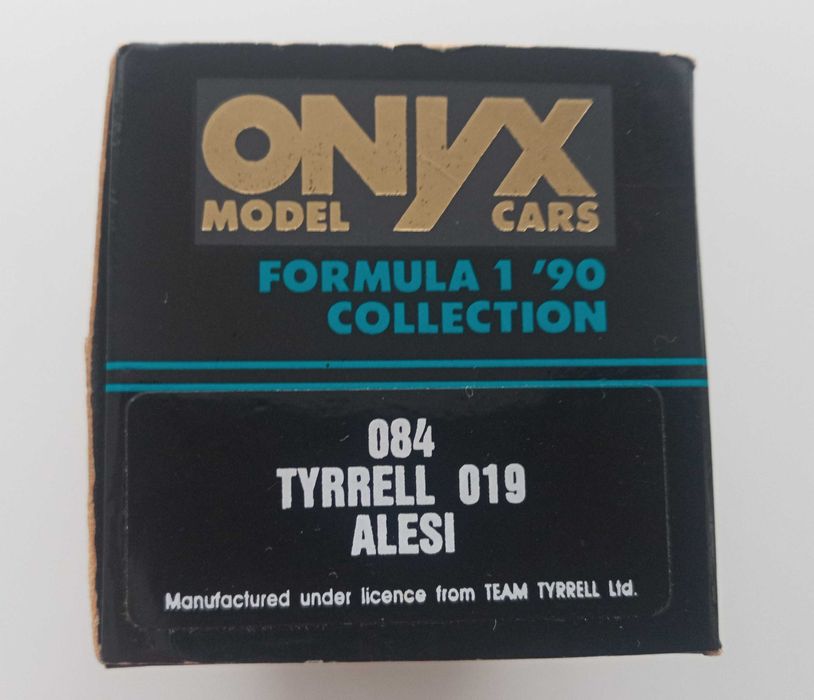 ONYX
MODEL CARS
FORMULA 1 '90
COLLECTION
084
TYRRELL 019
ALESI
Manufactured under licence from TEAM TYRRELL Ltd.